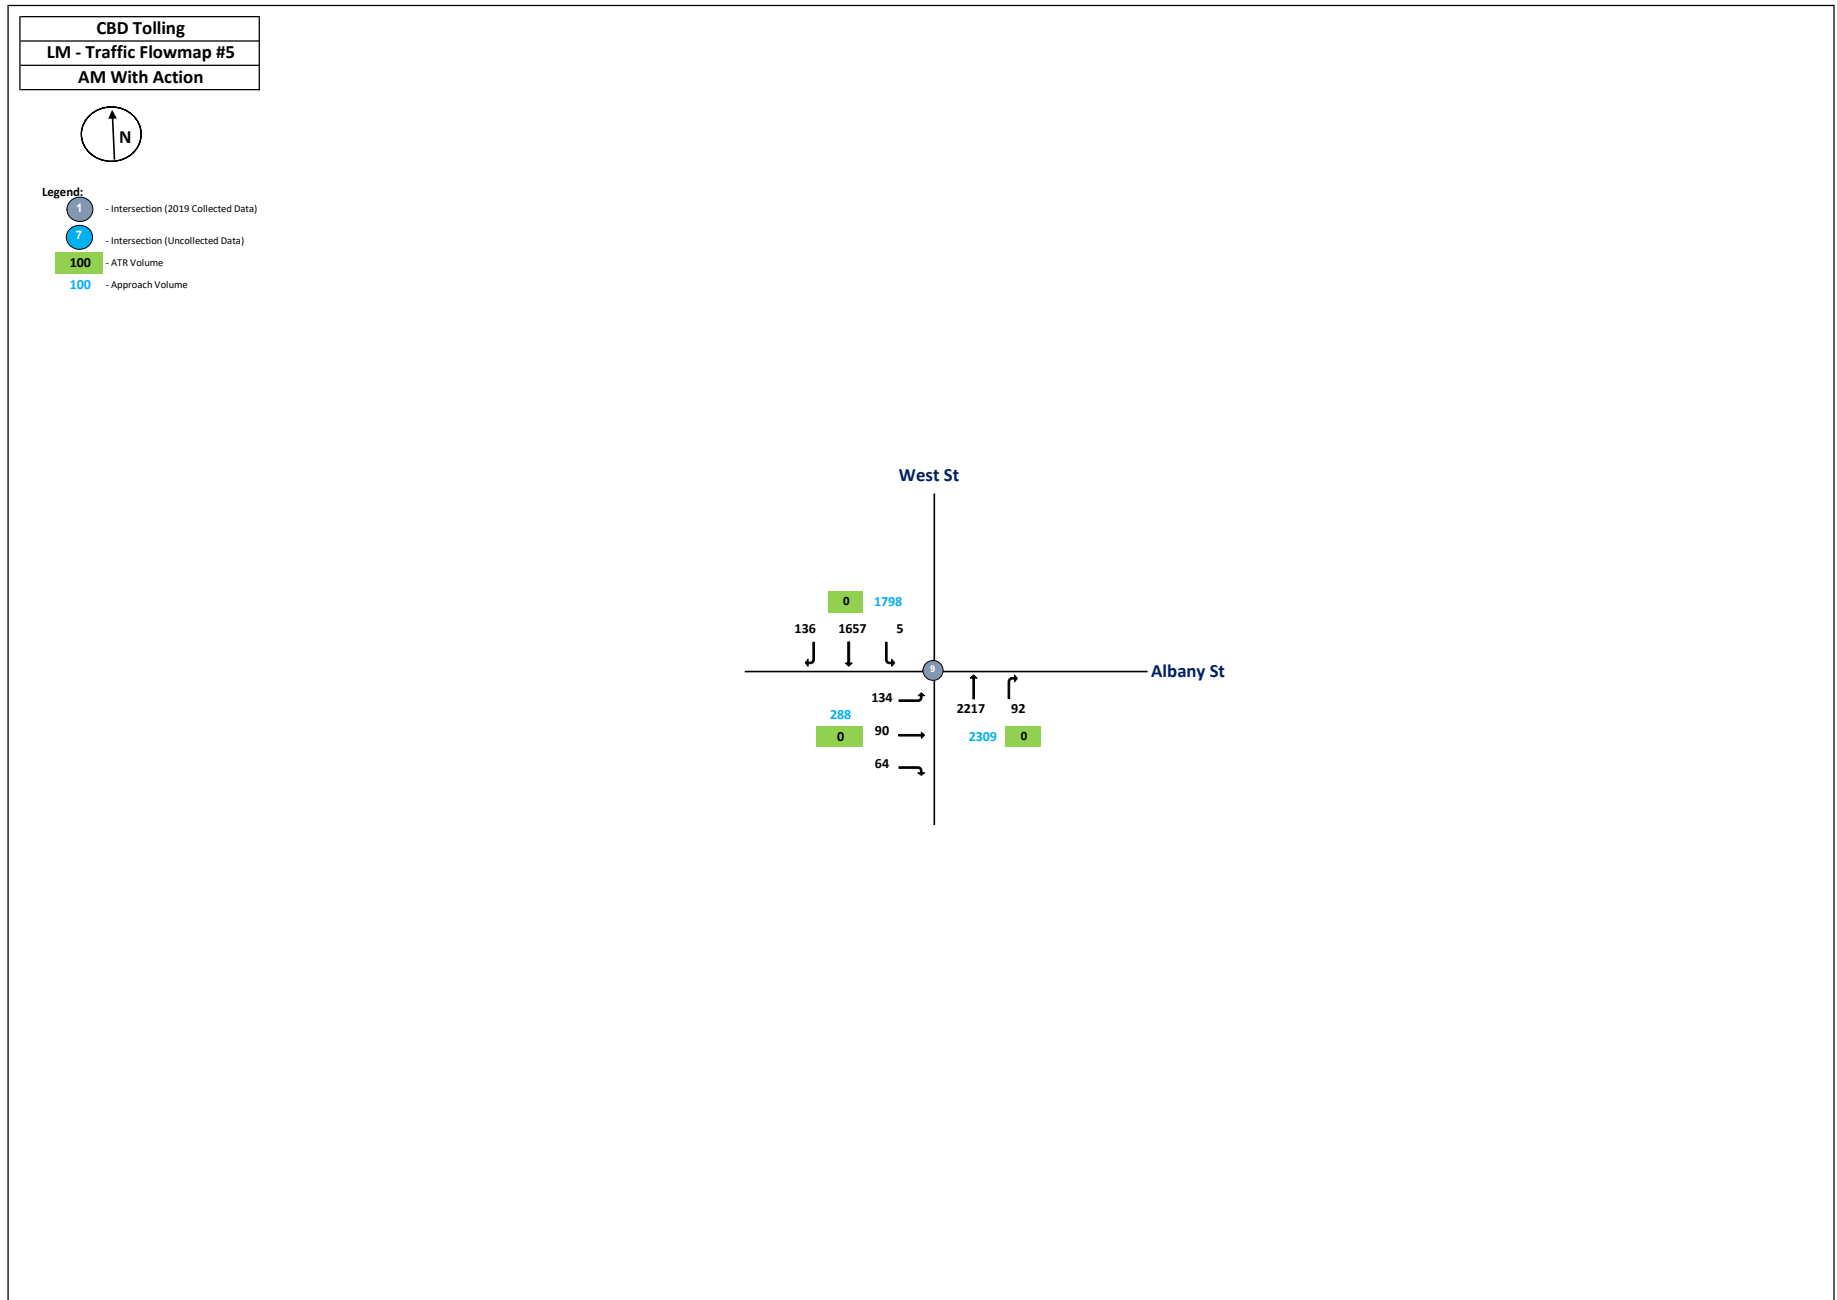 CBD Tolling
LM - Traffic Flowmap #5
AM With Action
N
Legend:
1 - Intersection (2019 Collected Data)
7 - Intersection (Uncollected Data)
100 - ATR Volume
100 - Approach Volume
West St
0 1798
136 1657 5
9 Albany St
134
2217 92
288
90
0
2309 0
64